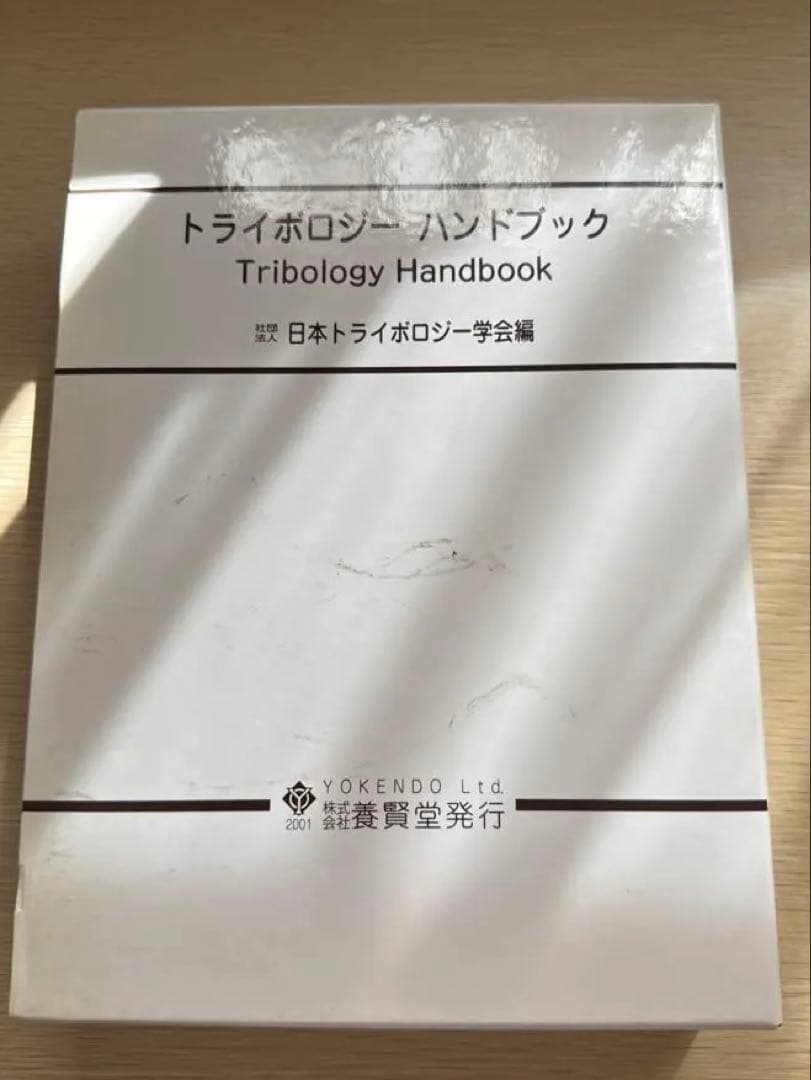 トライボロジー ハンドブック
Tribology Handbook
社団法人 日本トライボロジー学会編
YOKENDO Ltd.
2001 株式会社 養賢堂発行